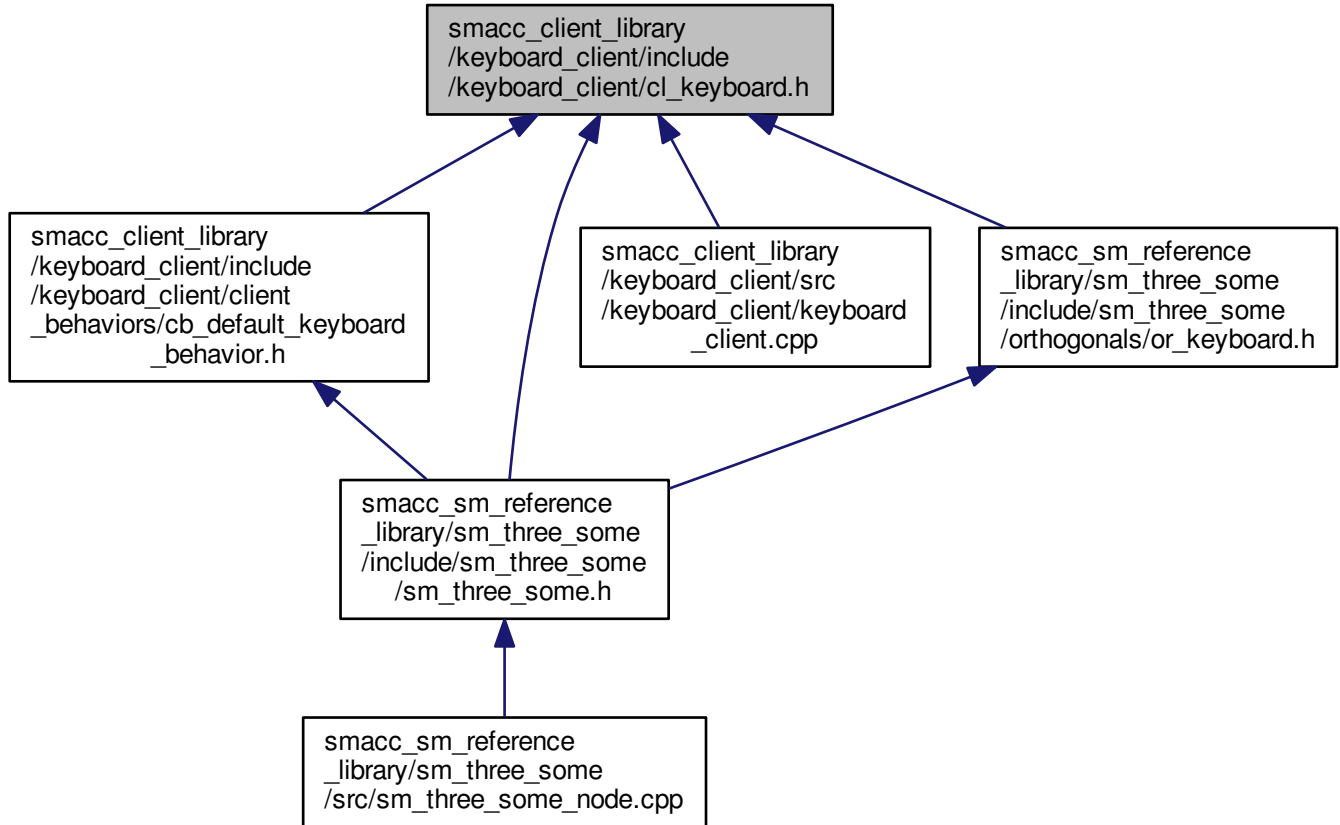 smacc_client_library
/keyboard_client/include
/keyboard_client/cl_keyboard.h
smacc_client_library
/keyboard_client/include
/keyboard_client/client
_behaviors/cb_default_keyboard
_behavior.h
smacc_client_library
/keyboard_client/src
/keyboard_client/keyboard
_client.cpp
smacc_sm_reference
_library/sm_three_some
/include/sm_three_some
/orthogonals/or_keyboard.h
smacc_sm_reference
_library/sm_three_some
/include/sm_three_some
/sm_three_some.h
smacc_sm_reference
_library/sm_three_some
/src/sm_three_some_node.cpp